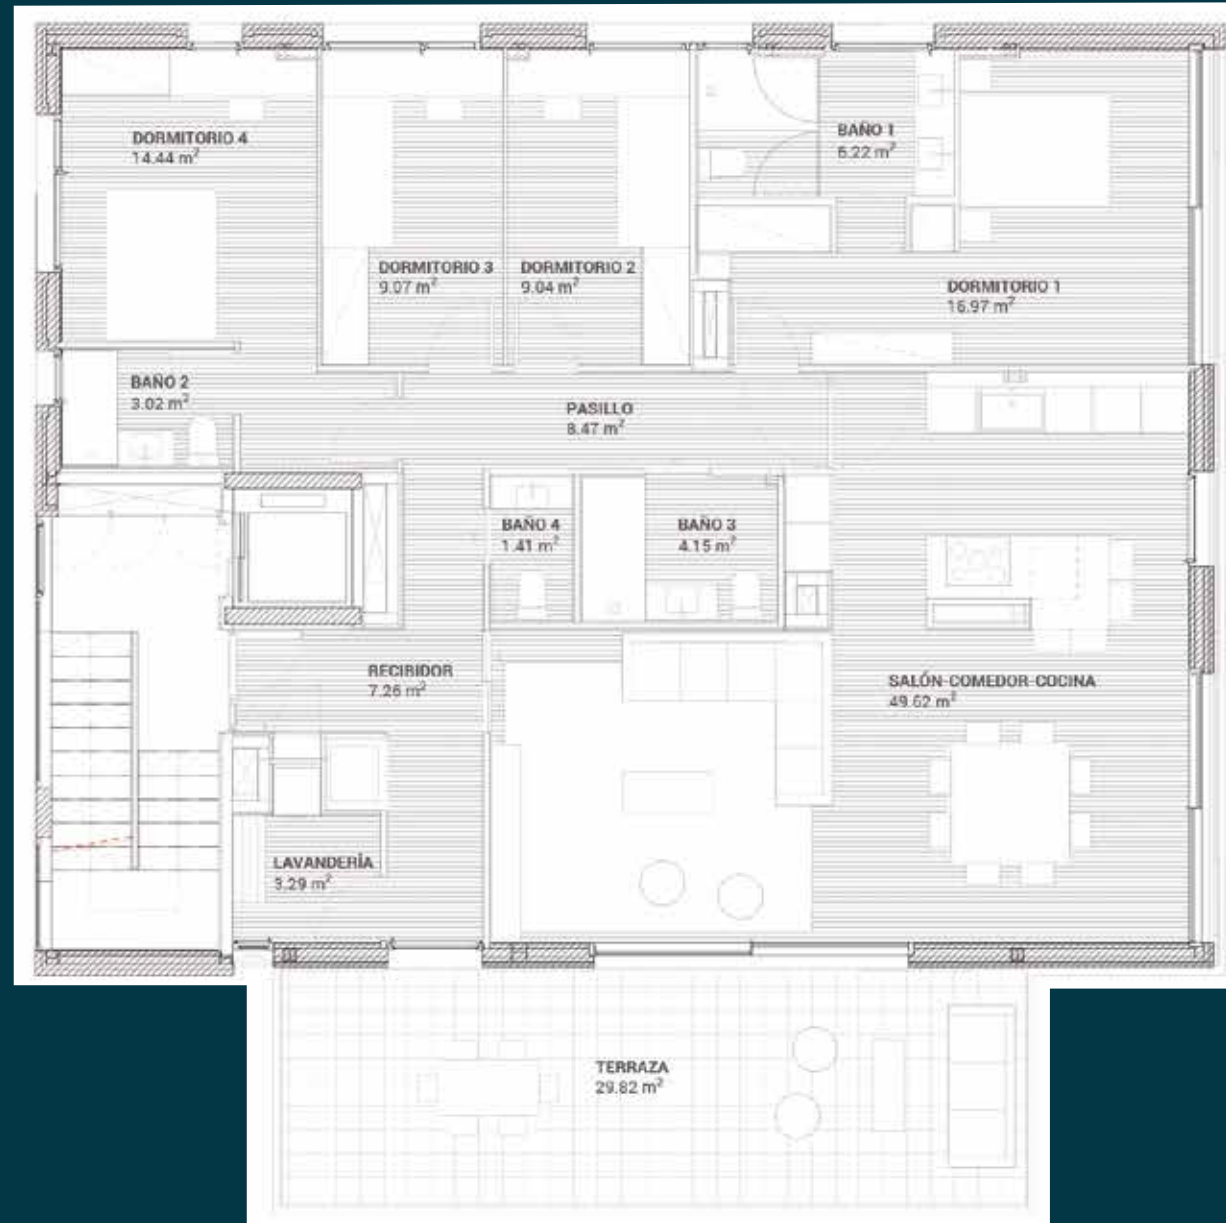 DORMITORIO 4
14.44 m²
BAÑO 1
6.22 m²
DORMITORIO 3
9.07 m²
DORMITORIO 2
9.04 m²
DORMITORIO 1
16.97 m²
BAÑO 2
3.02 m²
PASILLO
8.47 m²
BAÑO 4
1.41 m²
BAÑO 3
4.15 m²
RECIBIDOR
7.26 m²
SALÓN-COMEDOR-COCINA
49.62 m²
LAVANDERÍA
3.29 m²
TERRAZA
29.82 m²